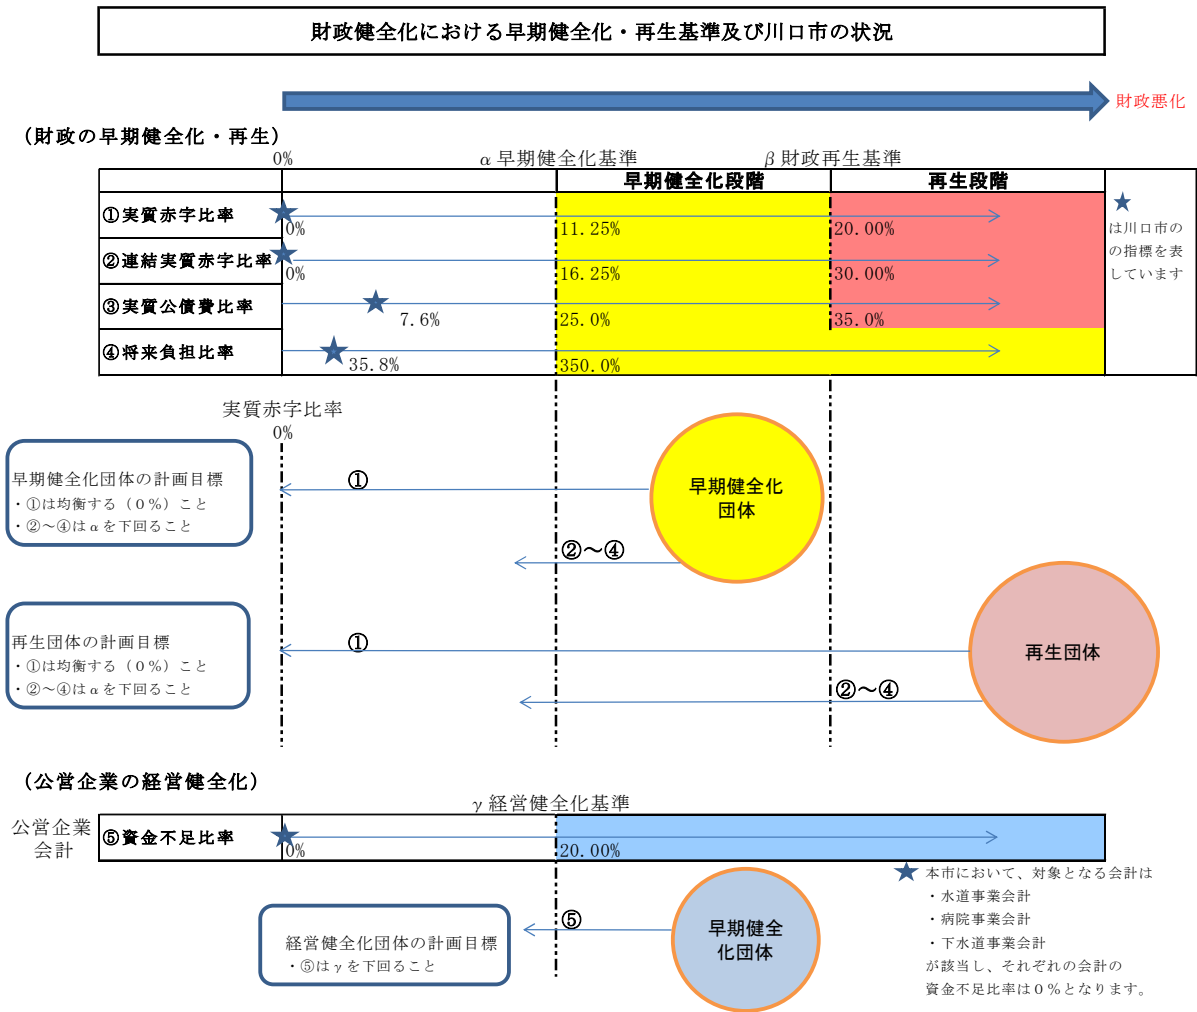 財政健全化における早期健全化・再生基準及び川口市の状況
財政悪化
（財政の早期健全化・再生）
0%
α早期健全化基準
β財政再生基準
早期健全化段階
再生段階
①実質赤字比率
0%
11.25%
20.00%
②連結実質赤字比率
0%
16.25%
30.00%
③実質公債費比率
7.6%
25.0%
35.0%
④将来負担比率
35.8%
350.0%
★
は川口市の
の指標を表
しています
実質赤字比率
0%
早期健全化団体の計画目標
・①は均衡する（０％）こと
・②～④はαを下回ること
①
②～④
早期健全化
団体
再生団体の計画目標
・①は均衡する（０％）こと
・②～④はαを下回ること
①
②～④
再生団体
（公営企業の経営健全化）
γ経営健全化基準
公営企業
会計
⑤資金不足比率
0%
20.00%
経営健全化団体の計画目標
・⑤はγを下回ること
⑤
早期健全
化団体
★ 本市において、対象となる会計は
・水道事業会計
・病院事業会計
・下水道事業会計
が該当し、それぞれの会計の
資金不足比率は０％となります。